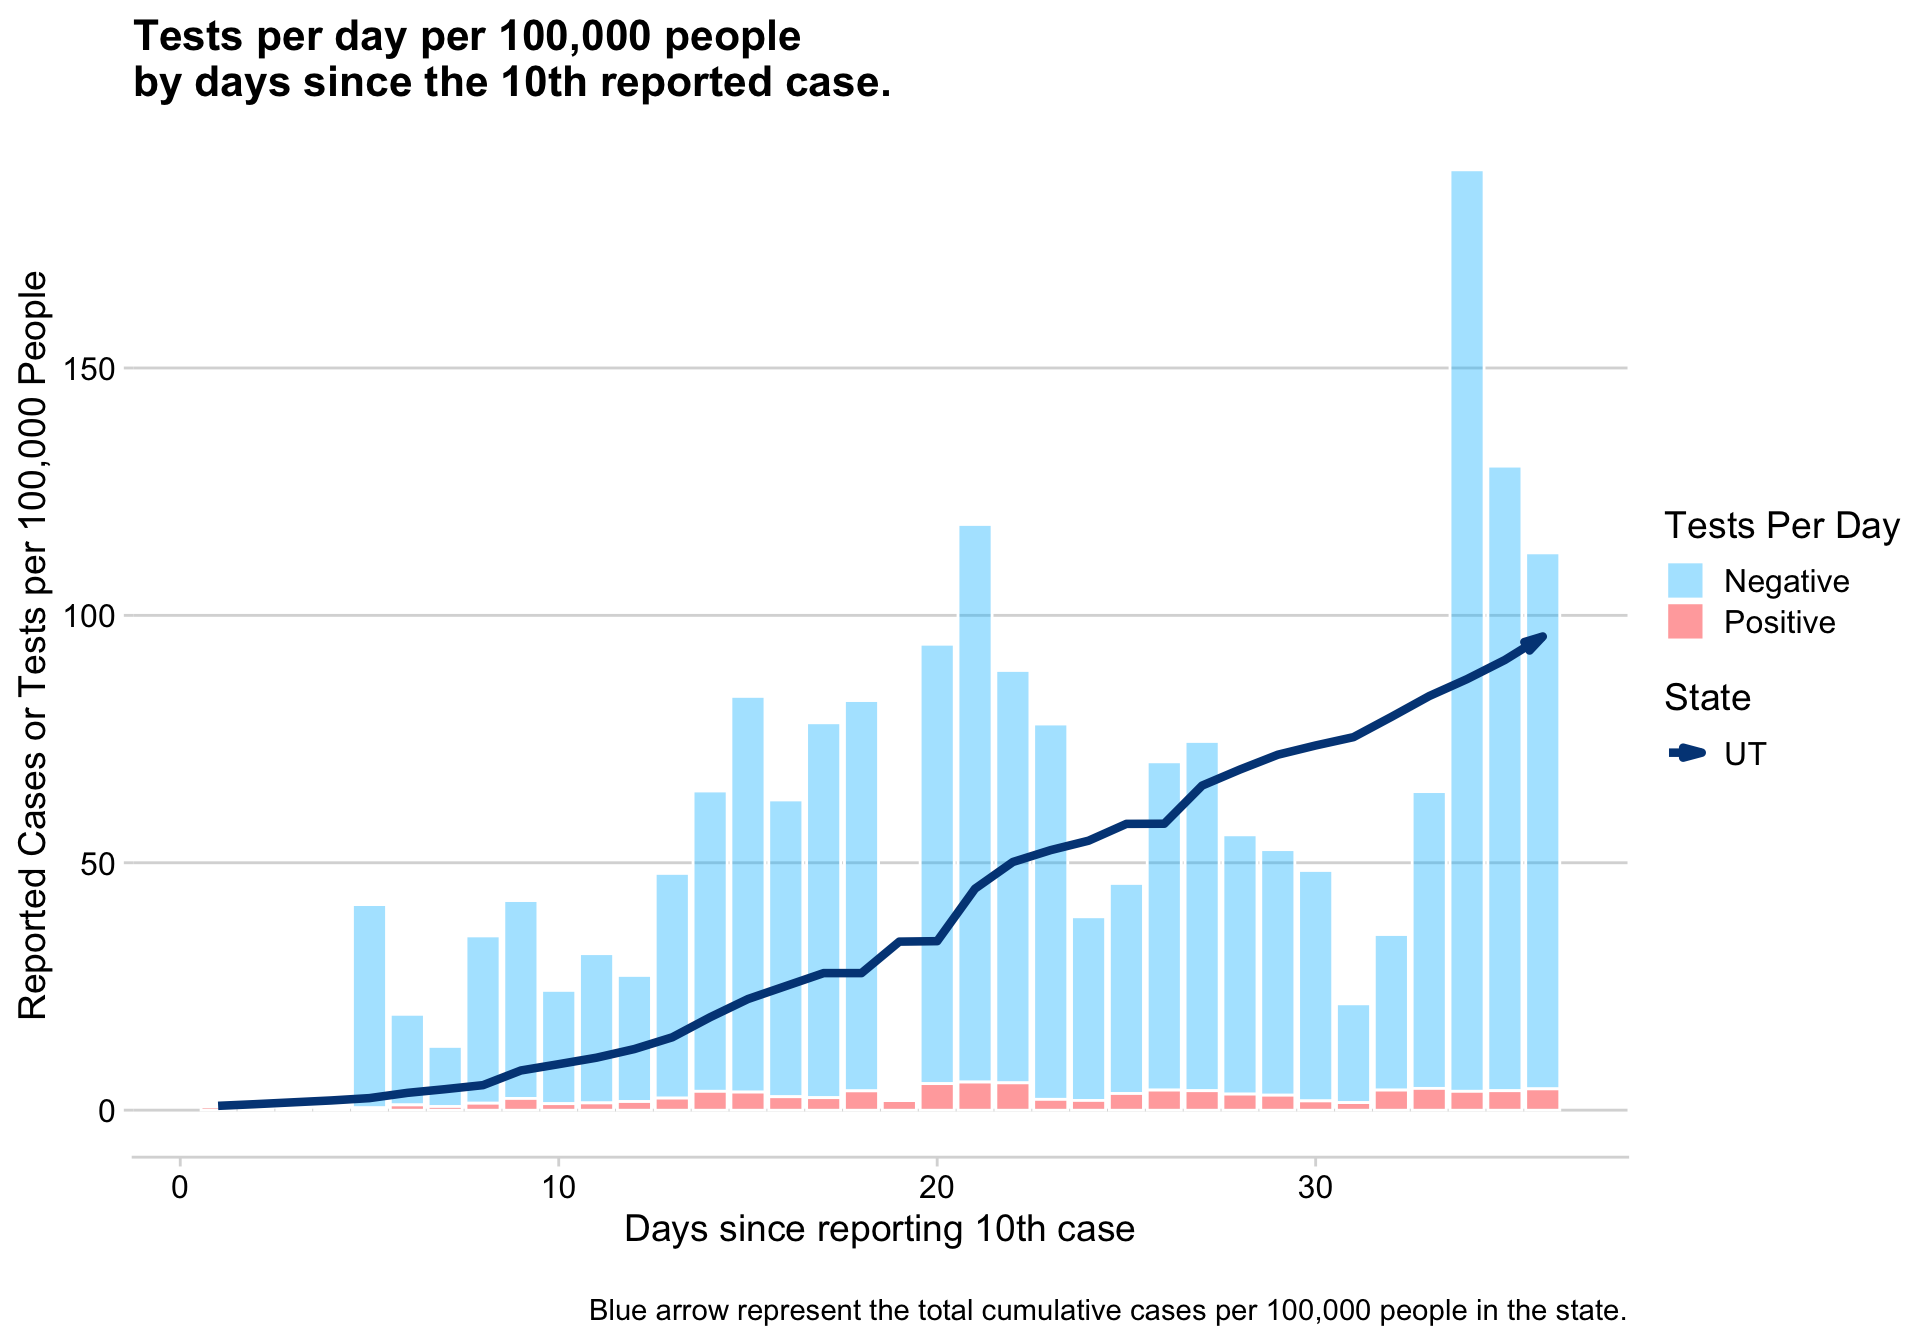 Tests per day per 100,000 people
by days since the 10th reported case.
Reported Cases or Tests per 100,000 People
150
100
50
0
0
10
20
30
Days since reporting 10th case
Tests Per Day
Negative
Positive
State
UT
Blue arrow represent the total cumulative cases per 100,000 people in the state.